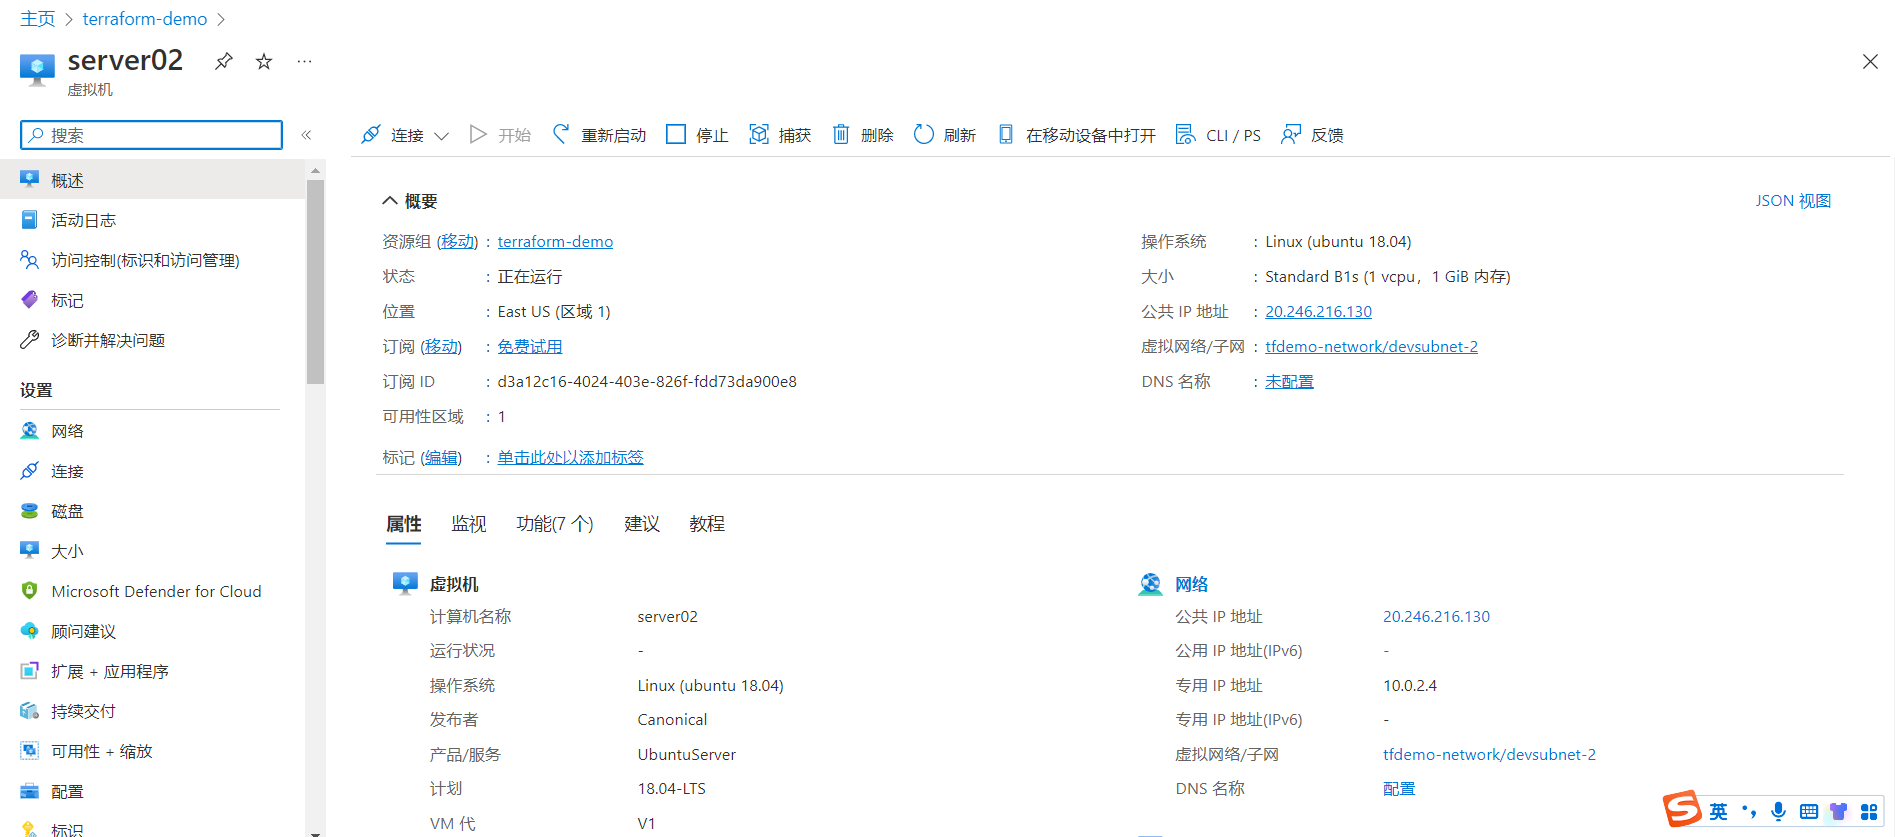 主页 > terraform-demo >
server02
虚拟机
搜索
概述
活动日志
访问控制(标识和访问管理)
标记
诊断并解决问题
设置
网络
连接
磁盘
大小
Microsoft Defender for Cloud
顾问建议
扩展 + 应用程序
持续交付
可用性 + 缩放
配置
标识
连接 开始 重新启动 停止 捕获 删除 刷新 在移动设备中打开 CLI / PS 反馈
概要 JSON 视图
资源组 (移动) : terraform-demo
状态 : 正在运行
位置 : East US (区域 1)
订阅 (移动) : 免费试用
订阅 ID : d3a12c16-4024-403e-826f-fdd73da900e8
可用性区域 : 1
标记 (编辑) : 单击此处以添加标签
操作系统 : Linux (ubuntu 18.04)
大小 : Standard B1s (1 vcpu，1 GiB 内存)
公共 IP 地址 : 20.246.216.130
虚拟网络/子网 : tfdemo-network/devsubnet-2
DNS 名称 : 未配置
属性 监视 功能(7 个) 建议 教程
虚拟机
计算机名称 server02
运行状况 -
操作系统 Linux (ubuntu 18.04)
发布者 Canonical
产品/服务 UbuntuServer
计划 18.04-LTS
VM 代 V1
网络
公共 IP 地址 20.246.216.130
公用 IP 地址(IPv6) -
专用 IP 地址 10.0.2.4
专用 IP 地址(IPv6) -
虚拟网络/子网 tfdemo-network/devsubnet-2
DNS 名称 配置
S 英